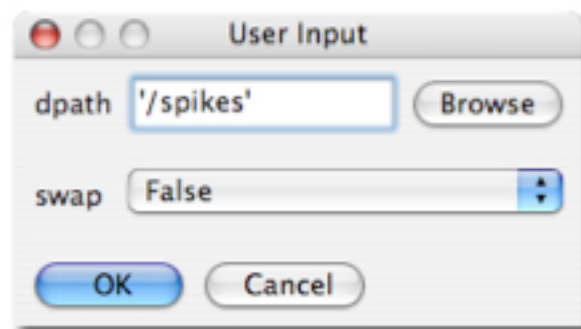 User Input
dpath '/spikes' Browse
swap False
OK Cancel